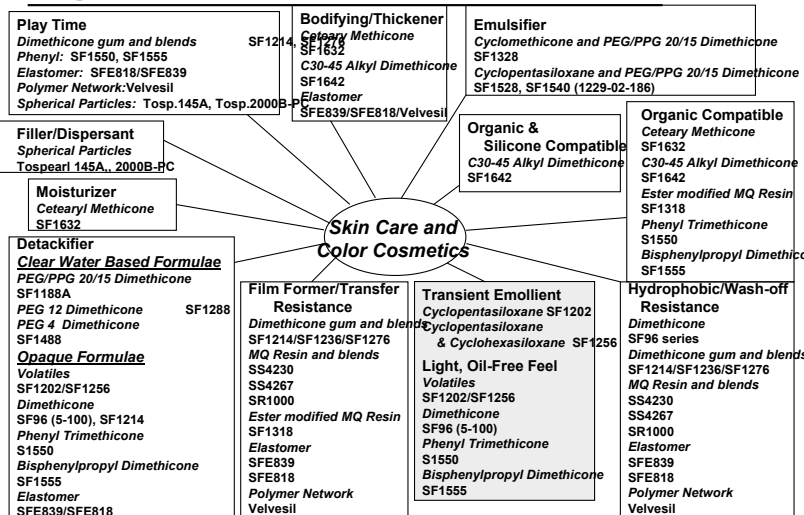 Play Time
Dimethicone gum and blends SF1214, SF1276
Phenyl: SF1550, SF1555
Elastomer: SFE818/SFE839
Polymer Network:Velvesil
Spherical Particles: Tosp.145A, Tosp.2000B-PC
Bodifying/Thickener
Ceteary Methicone
SF1632
C30-45 Alkyl Dimethicone
SF1642
Elastomer
SFE839/SFE818/Velvesil
Emulsifier
Cyclomethicone and PEG/PPG 20/15 Dimethicone
SF1328
Cyclopentasiloxane and PEG/PPG 20/15 Dimethicone
SF1528, SF1540 (1229-02-186)
Filler/Dispersant
Spherical Particles
Tospearl 145A,, 2000B-PC
Organic &
Silicone Compatible
C30-45 Alkyl Dimethicone
SF1642
Organic Compatible
Ceteary Methicone
SF1632
C30-45 Alkyl Dimethicone
SF1642
Ester modified MQ Resin
SF1318
Phenyl Trimethicone
S1550
Bisphenylpropyl Dimethico
SF1555
Moisturizer
Cetearyl Methicone
SF1632
Skin Care and
Color Cosmetics
Detackifier
Clear Water Based Formulae
PEG/PPG 20/15 Dimethicone
SF1188A
PEG 12 Dimethicone SF1288
PEG 4 Dimethicone
SF1488
Opaque Formulae
Volatiles
SF1202/SF1256
Dimethicone
SF96 (5-100), SF1214
Phenyl Trimethicone
S1550
Bisphenylpropyl Dimethicone
SF1555
Elastomer
SFE839/SFE818
Film Former/Transfer
Resistance
Dimethicone gum and blends
SF1214/SF1236/SF1276
MQ Resin and blends
SS4230
SS4267
SR1000
Ester modified MQ Resin
SF1318
Elastomer
SFE839
SFE818
Polymer Network
Velvesil
Transient Emollient
Cyclopentasiloxane SF1202
Cyclopentasiloxane
& Cyclohexasiloxane SF1256
Light, Oil-Free Feel
Volatiles
SF1202/SF1256
Dimethicone
SF96 (5-100)
Phenyl Trimethicone
S1550
Bisphenylpropyl Dimethicone
SF1555
Hydrophobic/Wash-off
Resistance
Dimethicone
SF96 series
Dimethicone gum and blends
SF1214/SF1236/SF1276
MQ Resin and blends
SS4230
SS4267
SR1000
Elastomer
SFE839
SFE818
Polymer Network
Velvesil